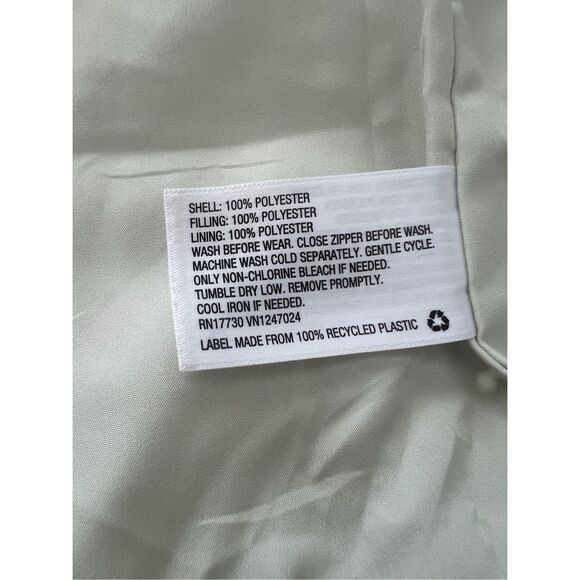 SHELL: 100% POLYESTER
FILLING: 100% POLYESTER
LINING: 100% POLYESTER
WASH BEFORE WEAR. CLOSE ZIPPER BEFORE WASH.
MACHINE WASH COLD SEPARATELY. GENTLE CYCLE.
ONLY NON-CHLORINE BLEACH IF NEEDED.
TUMBLE DRY LOW. REMOVE PROMPTLY.
COOL IRON IF NEEDED.
RN17730 VN1247024
LABEL MADE FROM 100% RECYCLED PLASTIC